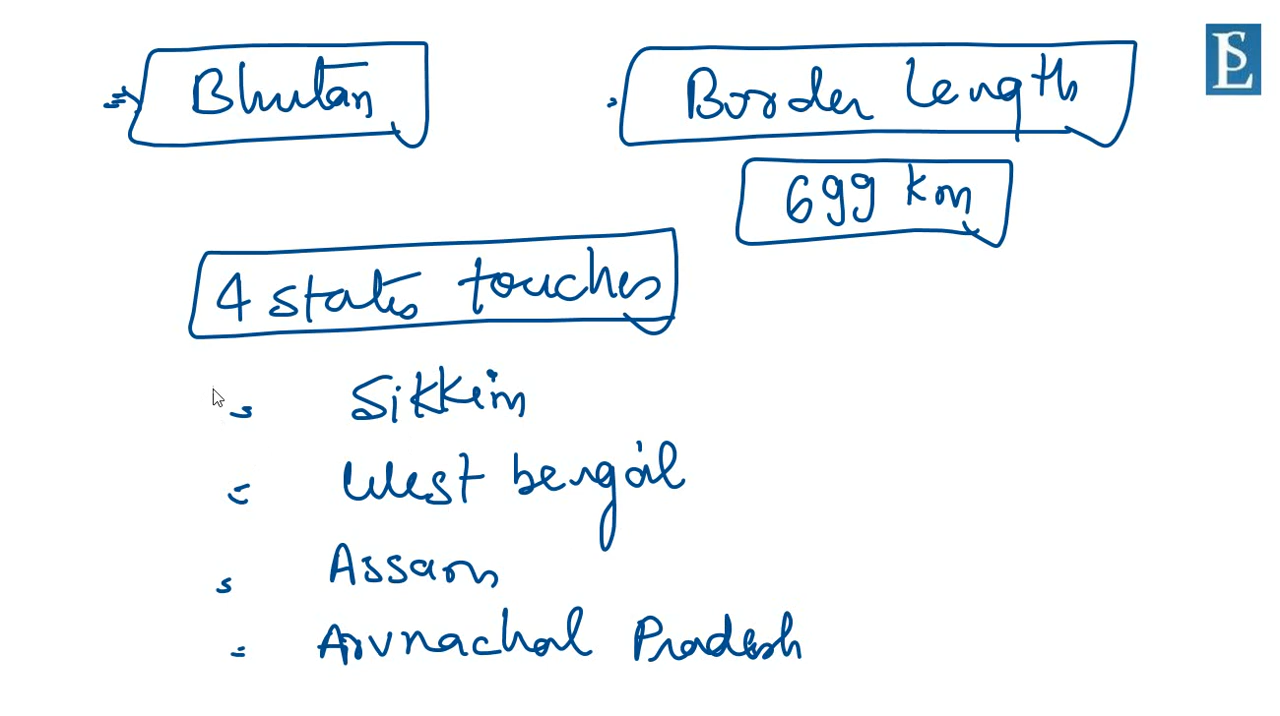 Bhutan
Border length
699 km
4 states touches
Sikkim
West bengal
Assam
Arunachal Pradesh